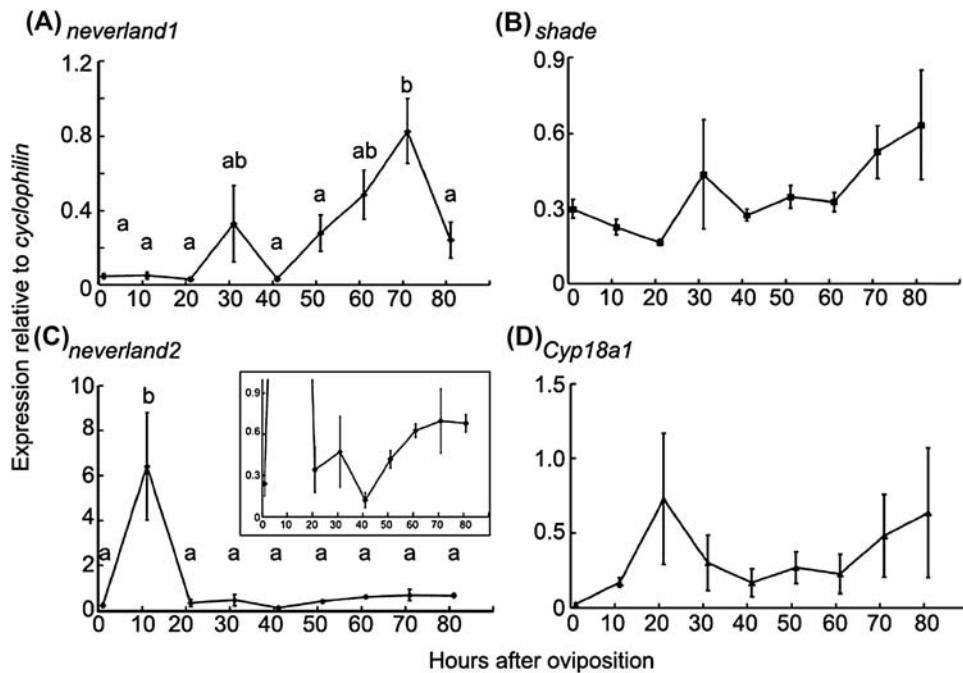 (A) neverland1
1.2
0.8
0.4
0
a a a ab a a ab b a
0 10 20 30 40 50 60 70 80
(B) shade
0.9
0.6
0.3
0
0 10 20 30 40 50 60 70 80
Expression relative to cyclophilin
(C) neverland2
10
8
6
4
2
0
a b a a a a a a a
0 10 20 30 40 50 60 70 80
0.9
0.6
0.3
0 10 20 30 40 50 60 70 80 90
(D) Cyp18a1
1.5
1.0
0.5
0
0 10 20 30 40 50 60 70 80
Hours after oviposition